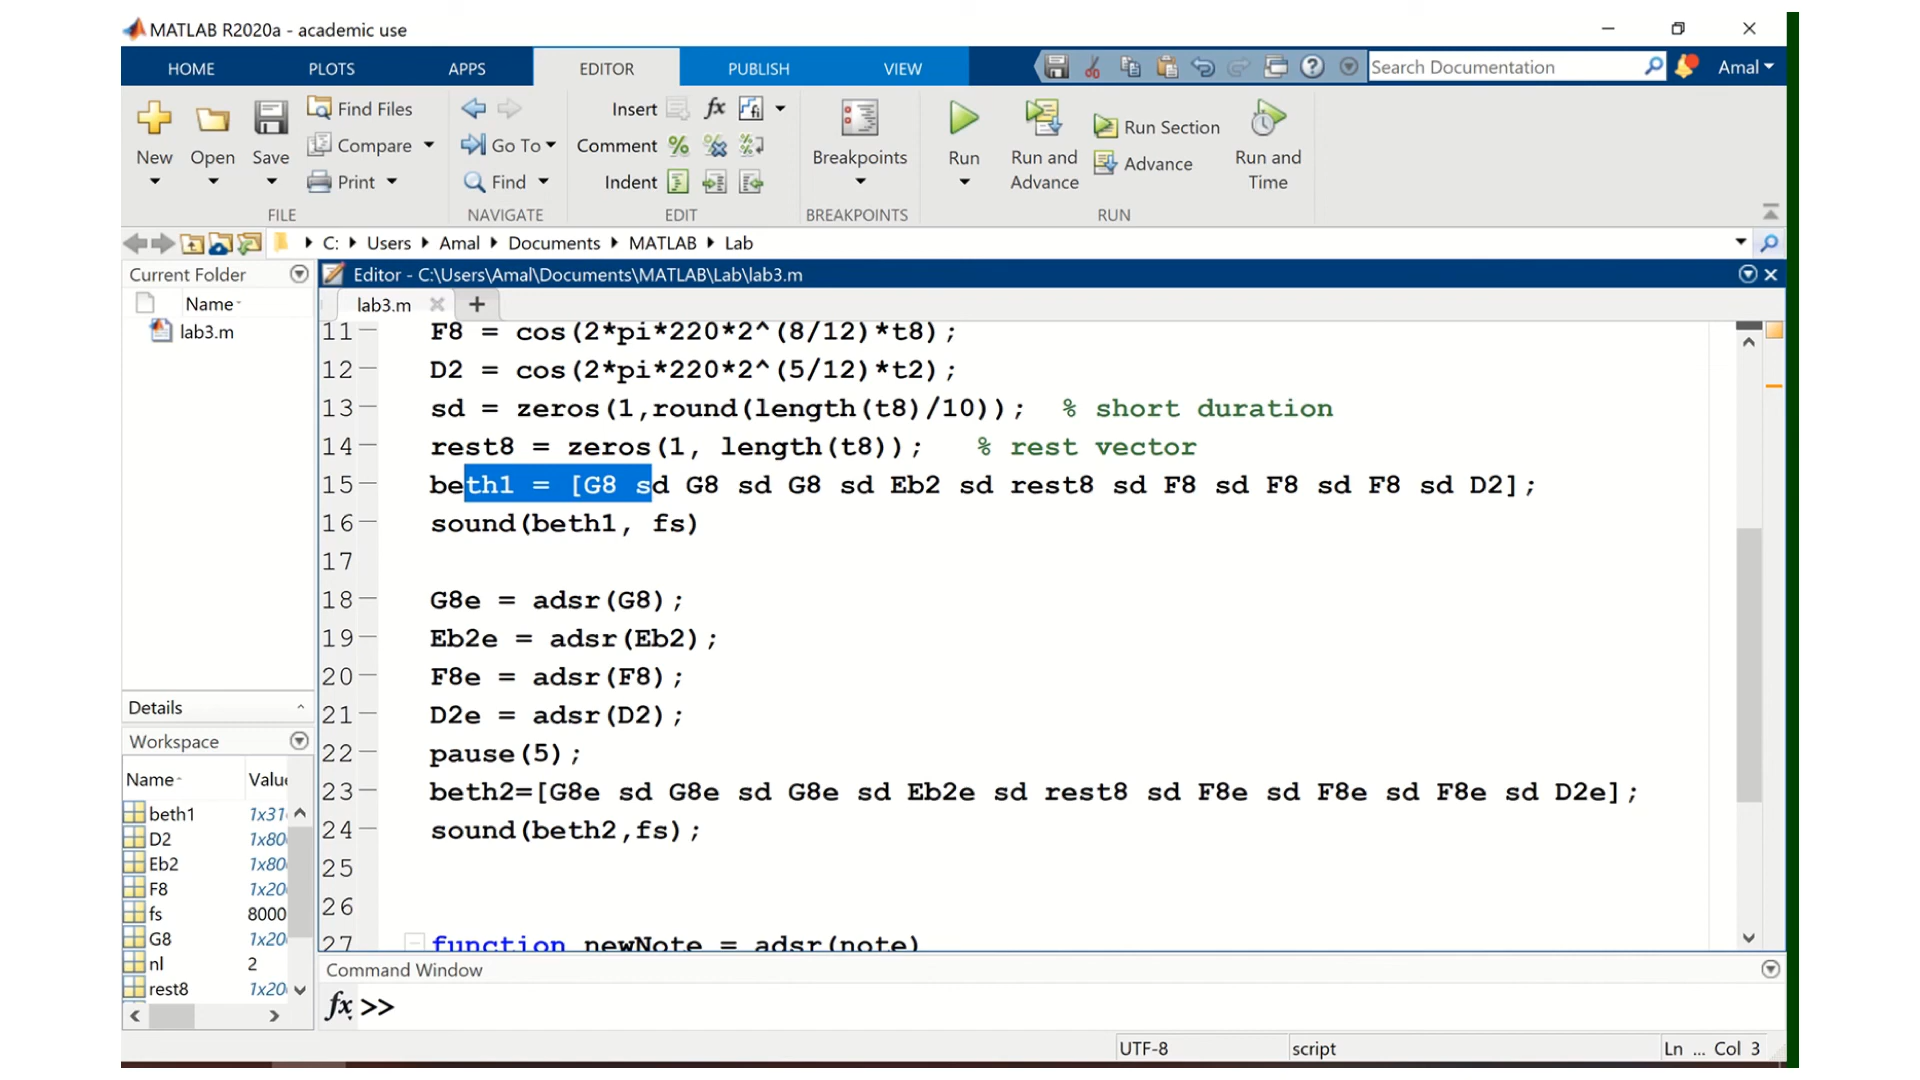 MATLAB R2020a - academic use
HOME PLOTS APPS EDITOR PUBLISH VIEW Search Documentation Amal
New Open Save Find Files Compare Print
Go To Find
Insert fx Comment Indent
Breakpoints
Run Run and Advance Run Section Advance Run and Time
FILE NAVIGATE EDIT BREAKPOINTS RUN
C: Users Amal Documents MATLAB Lab
Current Folder
Name
lab3.m
Editor - C:\Users\Amal\Documents\MATLAB\Lab\lab3.m
lab3.m
11 F8 = cos(2*pi*220*2^(8/12)*t8);
12 D2 = cos(2*pi*220*2^(5/12)*t2);
13 sd = zeros(1,round(length(t8)/10)); % short duration
14 rest8 = zeros(1, length(t8)); % rest vector
15 beth1 = [G8 sd G8 sd G8 sd Eb2 sd rest8 sd F8 sd F8 sd F8 sd D2];
16 sound(beth1, fs)
17
18 G8e = adsr(G8);
19 Eb2e = adsr(Eb2);
20 F8e = adsr(F8);
21 D2e = adsr(D2);
22 pause(5);
23 beth2=[G8e sd G8e sd G8e sd Eb2e sd rest8 sd F8e sd F8e sd F8e sd D2e];
24 sound(beth2,fs);
25
26
27 function newNote = adsr(note)
Details
Workspace
Name Value
beth1 1x31
D2 1x80
Eb2 1x80
F8 1x20
fs 8000
G8 1x20
nl 2
rest8 1x20
Command Window
fx >>
UTF-8 script Ln ... Col 3